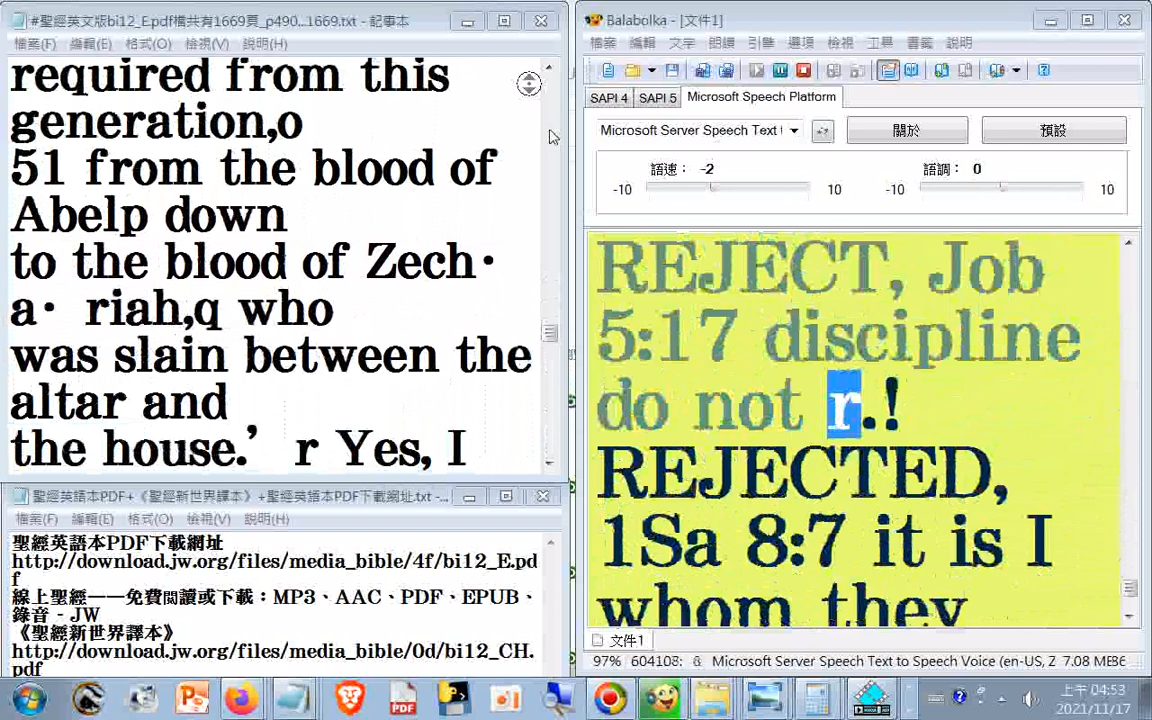 #聖經英文版bi12_E.pdf檔共有1669頁_p490...1669.txt - 記事本
檔案(F) 編輯(E) 格式(O) 檢視(V) 說明(H)
required from this
generation,o
51 from the blood of
Abelp down
to the blood of Zech·
a· riah,q who
was slain between the
altar and
the house.’ r Yes, I
聖經英語本PDF+《聖經新世界譯本》+聖經英語本PDF下載網址.txt - ...
檔案(F) 編輯(E) 格式(O) 檢視(V) 說明(H)
聖經英語本PDF下載網址
http://download.jw.org/files/media_bible/4f/bi12_E.pd
f
線上聖經——免費閱讀或下載：MP3、AAC、PDF、EPUB、
錄音 - JW
《聖經新世界譯本》
http://download.jw.org/files/media_bible/0d/bi12_CH.
pdf
Balabolka - [文件1]
檔案 編輯 文字 閱讀 引擎 選項 檢視 工具 書籤 說明
SAPI 4 SAPI 5 Microsoft Speech Platform
Microsoft Server Speech Text 關於 預設
語速： -2 語調： 0
-10 10 -10 10
REJECT, Job
5:17 discipline
do not r.!
REJECTED,
1Sa 8:7 it is I
whom they
文件1
97% 604108: Microsoft Server Speech Text to Speech Voice (en-US, Z 7.08 MB
上午 04:53
2021/11/17